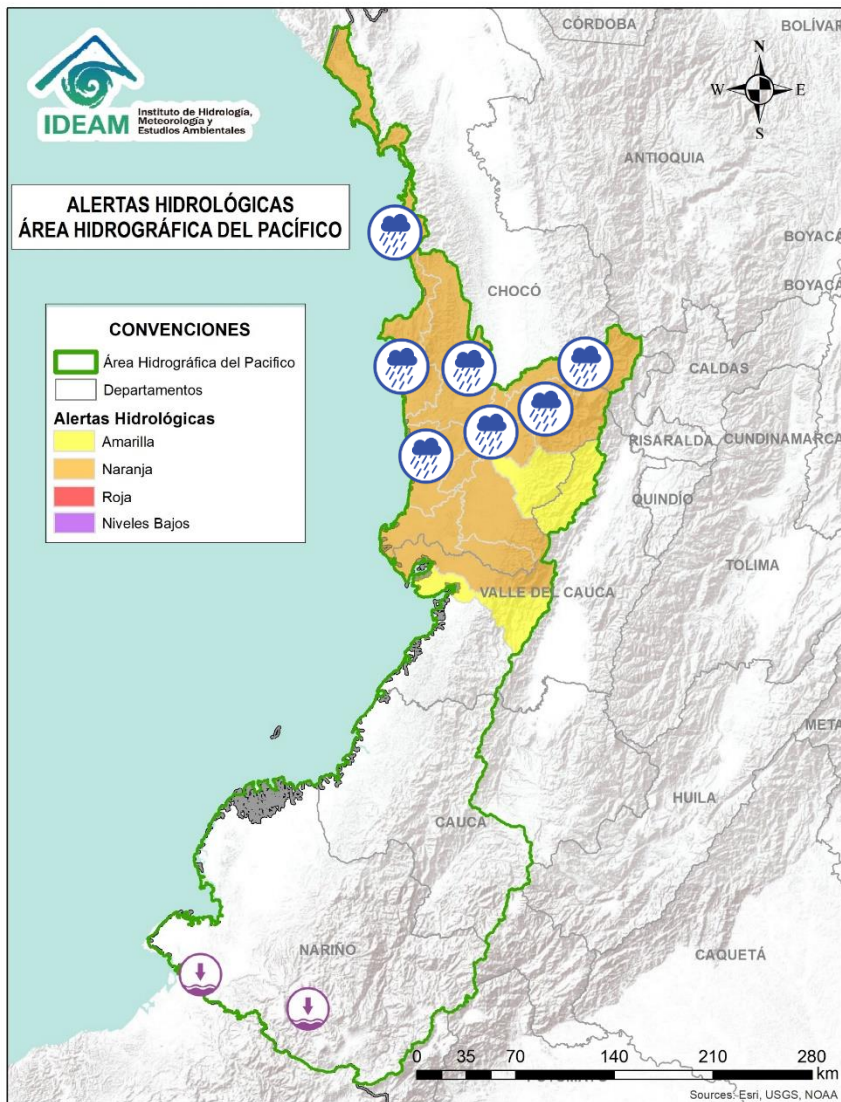 CÓRDOBA
BOLÍVAR
IDEAM
Instituto de Hidrología,
Meteorología y
Estudios Ambientales
N
W
E
S
ANTIOQUIA
ALERTAS HIDROLÓGICAS
ÁREA HIDROGRÁFICA DEL PACÍFICO
BOYACÁ
BOYACÁ
CHOCÓ
CONVENCIONES
Área Hidrográfica del Pacifico
Departamentos
Alertas Hidrológicas
Amarilla
Naranja
Roja
Niveles Bajos
CALDAS
RISARALDA
CUNDINAMARCA
QUINDÍO
TOLIMA
VALLE DEL CAUCA
META
HUILA
CAUCA
NARIÑO
CAQUETÁ
0 35 70 140 210 280
km
Sources: Esri, USGS, NOAA